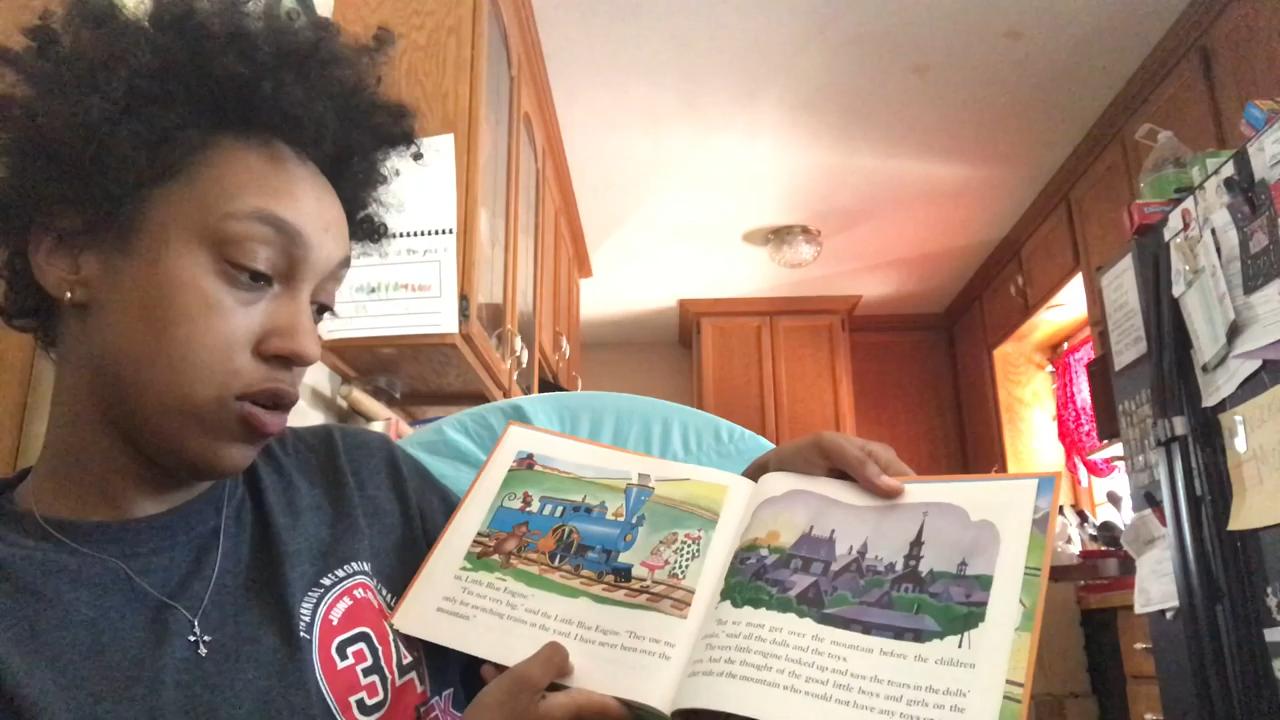 us, Little Blue Engine."
"I'm not very big," said the Little Blue Engine. "They use me
only for switching trains in the yard. I have never been over the
mountain."
"But we must get over the mountain before the children
awake," said all the dolls and the toys.
The very little engine looked up and saw the tears in the dolls'
eyes. And she thought of the good little boys and girls on the
other side of the mountain who would not have any toys
7TH ANNUAL MEMORIAL
JUNE 17,
34